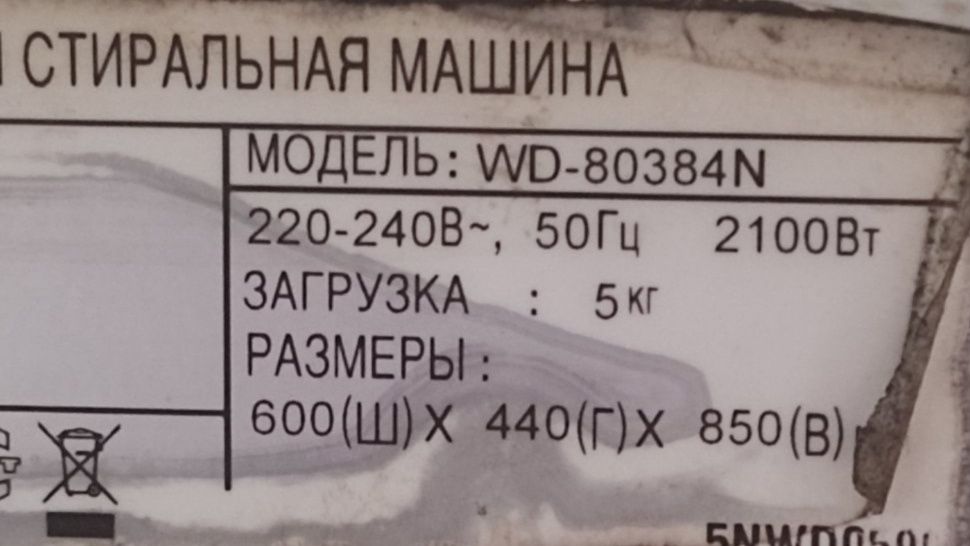 СТИРАЛЬНАЯ МАШИНА
МОДЕЛЬ: WD-80384N
220-240В~, 50Гц 2100Вт
ЗАГРУЗКА : 5кг
РАЗМЕРЫ :
600(Ш)X 440(Г)X 850(В)